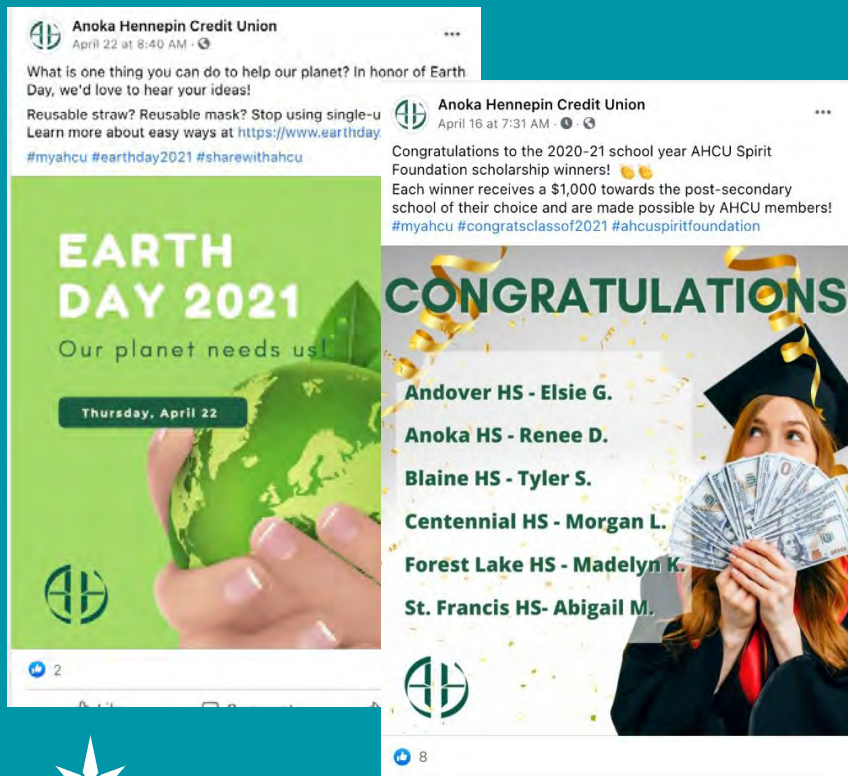 Anoka Hennepin Credit Union
April 22 at 8:40 AM ·
What is one thing you can do to help our planet? In honor of Earth
Day, we'd love to hear your ideas!
Reusable straw? Reusable mask? Stop using
Learn more about easy ways at https://www.earthday.
#myahcu #earthday2021 #sharewithahcu
EARTH
DAY 2021
Our planet needs us!
Thursday, April 22
2
Anoka Hennepin Credit Union
April 16 at 7:31 AM ·
Congratulations to the 2020-21 school year AHCU Spirit
Foundation scholarship winners! 👏👏
Each winner receives a $1,000 towards the post-secondary
school of their choice and are made possible by AHCU members!
#myahcu #congratsclassof2021 #ahcuspiritfoundation
CONGRATULATIONS
Andover HS - Elsie G.
Anoka HS - Renee D.
Blaine HS - Tyler S.
Centennial HS - Morgan L.
Forest Lake HS - Madelyn K.
St. Francis HS- Abigail M.
8